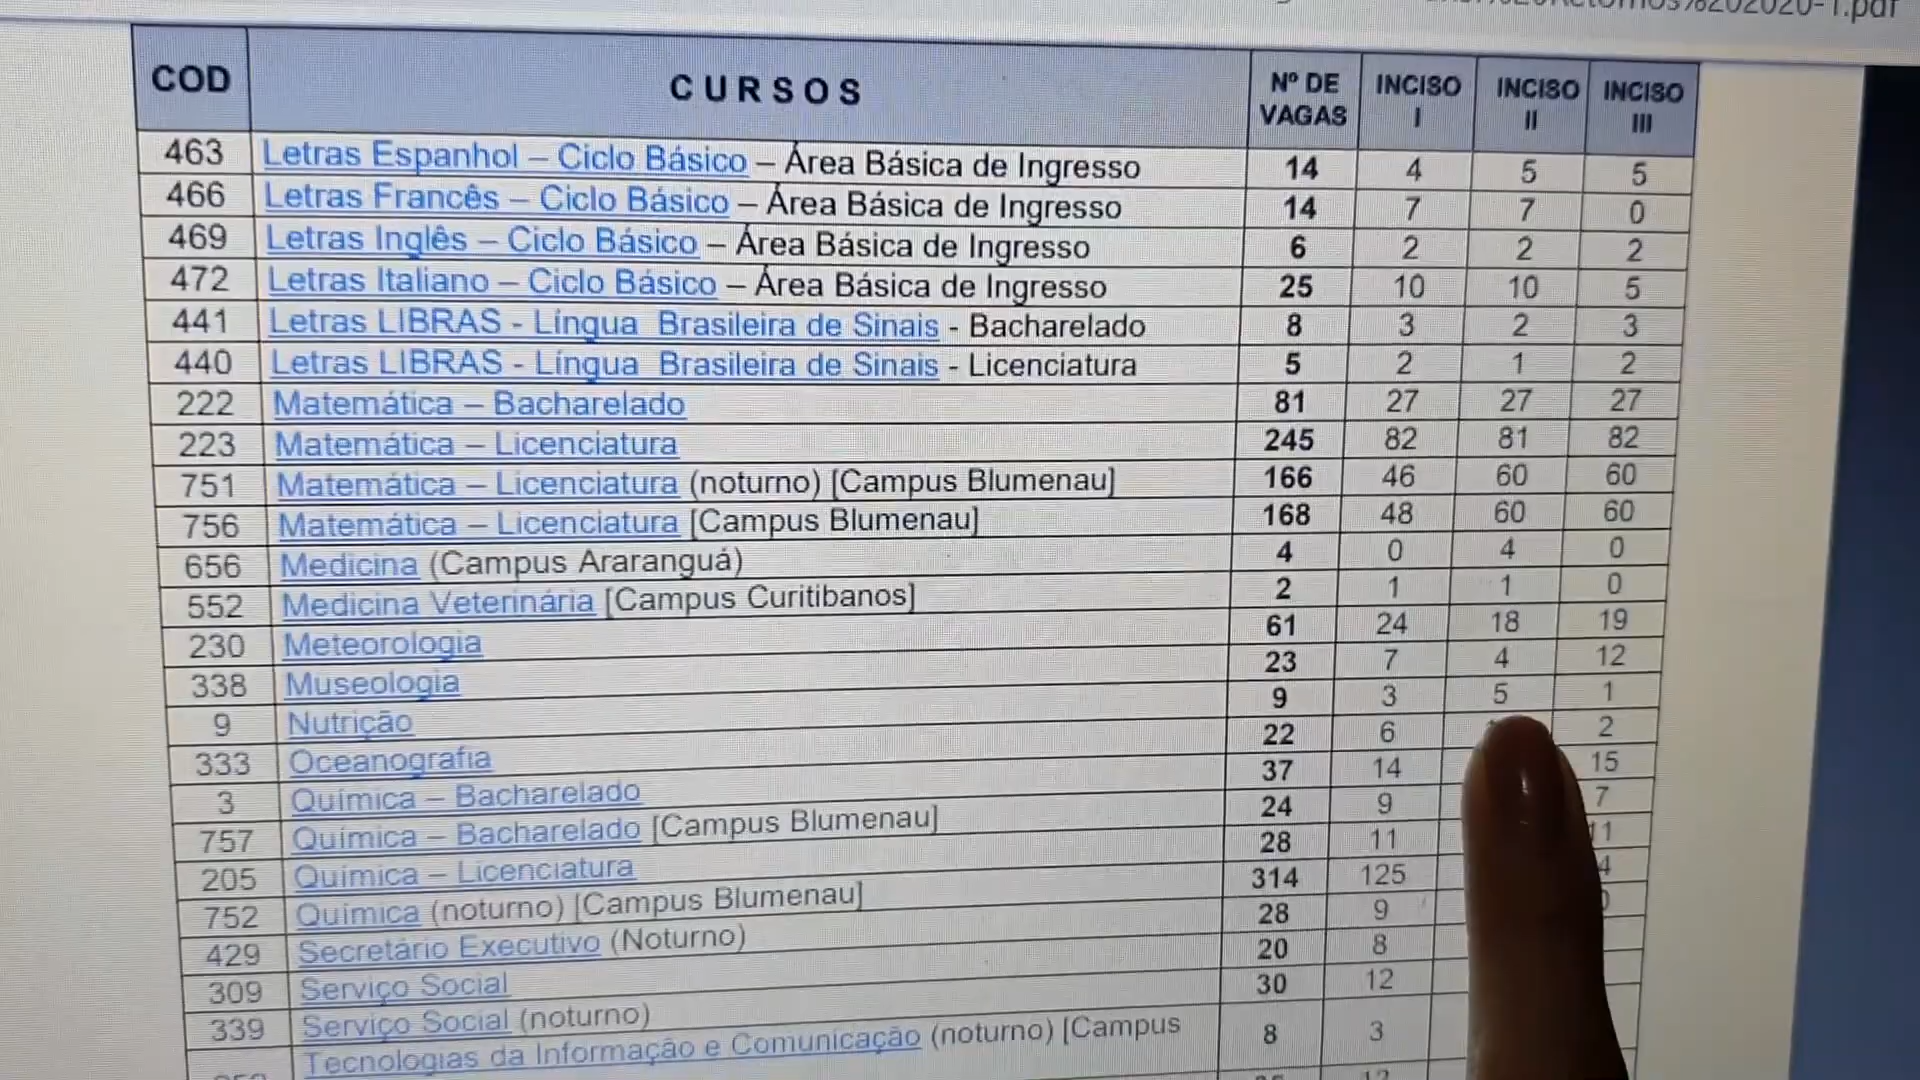 2020-1.pdf
COD CURSOS Nº DE VAGAS INCISO I INCISO II INCISO III
463 Letras Espanhol – Ciclo Básico – Área Básica de Ingresso 14 4 5 5
466 Letras Francês – Ciclo Básico – Área Básica de Ingresso 14 7 7 0
469 Letras Inglês – Ciclo Básico – Área Básica de Ingresso 6 2 2 2
472 Letras Italiano – Ciclo Básico – Área Básica de Ingresso 25 10 10 5
441 Letras LIBRAS - Língua Brasileira de Sinais - Bacharelado 8 3 2 3
440 Letras LIBRAS - Língua Brasileira de Sinais - Licenciatura 5 2 1 2
222 Matemática – Bacharelado 81 27 27 27
223 Matemática – Licenciatura 245 82 81 82
751 Matemática – Licenciatura (noturno) [Campus Blumenau] 166 46 60 60
756 Matemática – Licenciatura [Campus Blumenau] 168 48 60 60
656 Medicina (Campus Araranguá) 4 0 4 0
552 Medicina Veterinária [Campus Curitibanos] 2 1 1 0
230 Meteorologia 61 24 18 19
338 Museologia 23 7 4 12
9 Nutrição 9 3 5 1
333 Oceanografia 22 6 2
3 Química – Bacharelado 37 14 15
757 Química – Bacharelado [Campus Blumenau] 24 9 7
205 Química – Licenciatura 28 11 11
752 Química (noturno) [Campus Blumenau] 314 125
429 Secretário Executivo (Noturno) 28 9
309 Serviço Social 20 8
339 Serviço Social (noturno) 30 12
Tecnologias da Informação e Comunicação (noturno) [Campus 8 3